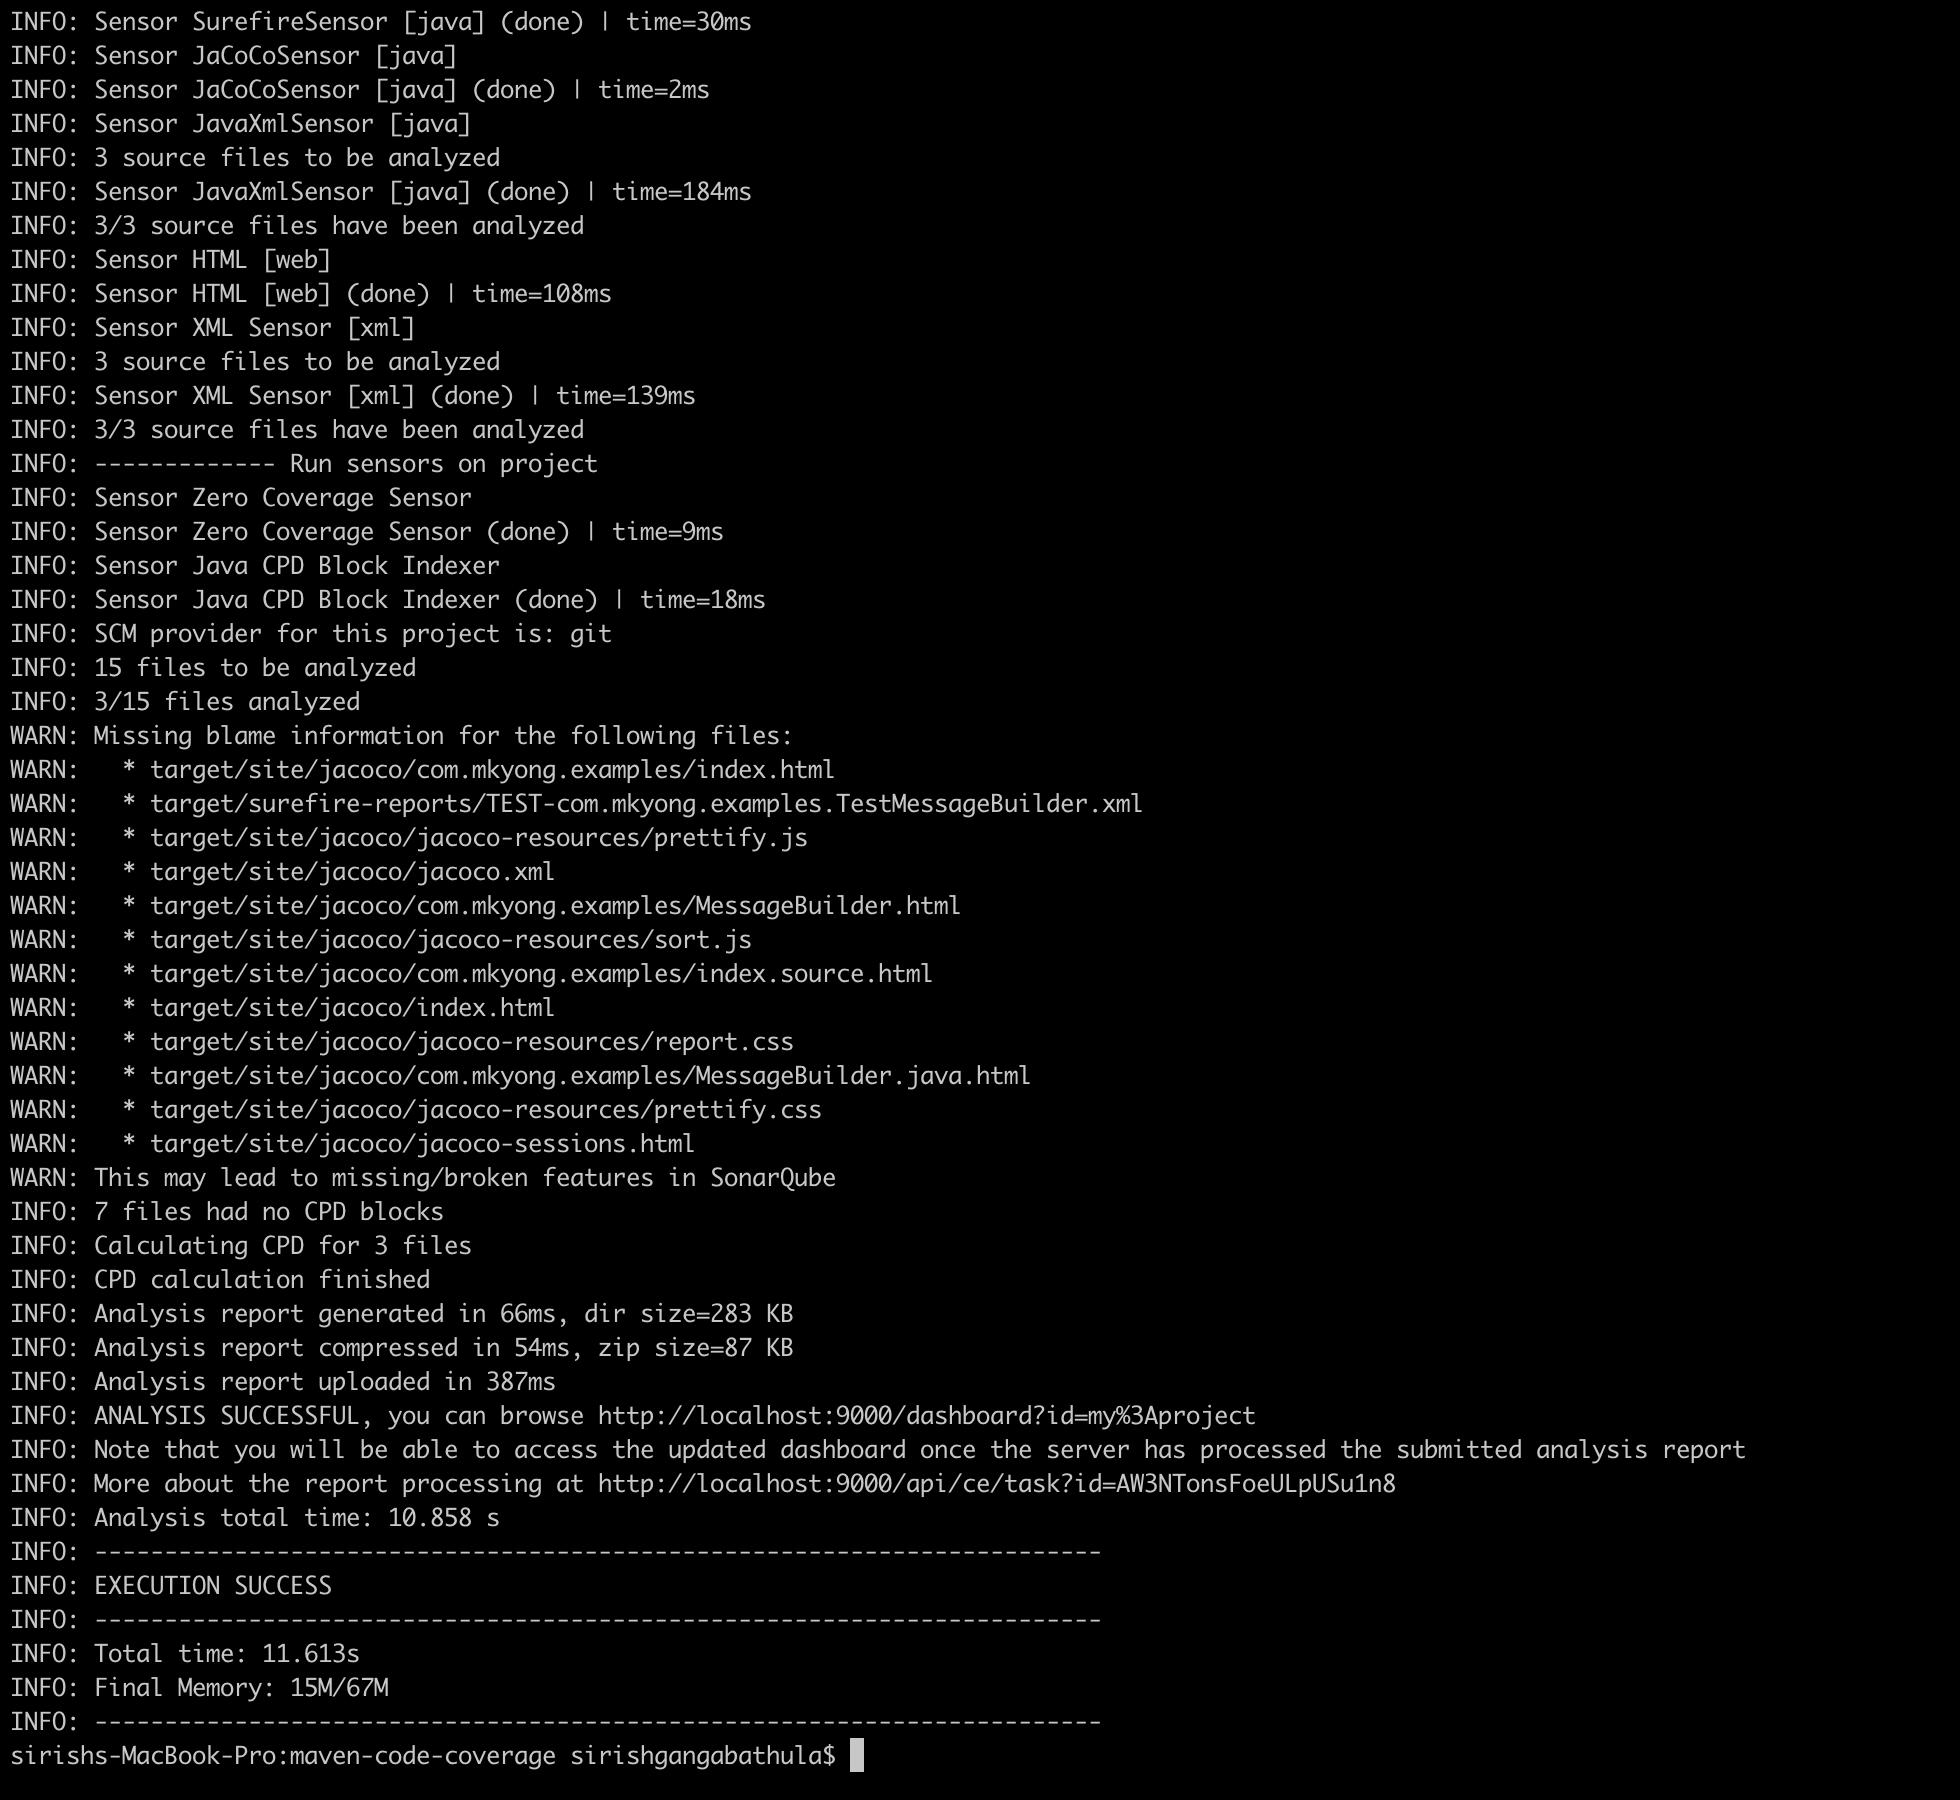 INFO: Sensor SurefireSensor [java] (done) | time=30ms
INFO: Sensor JaCoCoSensor [java]
INFO: Sensor JaCoCoSensor [java] (done) | time=2ms
INFO: Sensor JavaXmlSensor [java]
INFO: 3 source files to be analyzed
INFO: Sensor JavaXmlSensor [java] (done) | time=184ms
INFO: 3/3 source files have been analyzed
INFO: Sensor HTML [web]
INFO: Sensor HTML [web] (done) | time=108ms
INFO: Sensor XML Sensor [xml]
INFO: 3 source files to be analyzed
INFO: Sensor XML Sensor [xml] (done) | time=139ms
INFO: 3/3 source files have been analyzed
INFO: ------------- Run sensors on project
INFO: Sensor Zero Coverage Sensor
INFO: Sensor Zero Coverage Sensor (done) | time=9ms
INFO: Sensor Java CPD Block Indexer
INFO: Sensor Java CPD Block Indexer (done) | time=18ms
INFO: SCM provider for this project is: git
INFO: 15 files to be analyzed
INFO: 3/15 files analyzed
WARN: Missing blame information for the following files:
WARN:   * target/site/jacoco/com.mkyong.examples/index.html
WARN:   * target/surefire-reports/TEST-com.mkyong.examples.TestMessageBuilder.xml
WARN:   * target/site/jacoco/jacoco-resources/prettify.js
WARN:   * target/site/jacoco/jacoco.xml
WARN:   * target/site/jacoco/com.mkyong.examples/MessageBuilder.html
WARN:   * target/site/jacoco/jacoco-resources/sort.js
WARN:   * target/site/jacoco/com.mkyong.examples/index.source.html
WARN:   * target/site/jacoco/index.html
WARN:   * target/site/jacoco/jacoco-resources/report.css
WARN:   * target/site/jacoco/com.mkyong.examples/MessageBuilder.java.html
WARN:   * target/site/jacoco/jacoco-resources/prettify.css
WARN:   * target/site/jacoco/jacoco-sessions.html
WARN: This may lead to missing/broken features in SonarQube
INFO: 7 files had no CPD blocks
INFO: Calculating CPD for 3 files
INFO: CPD calculation finished
INFO: Analysis report generated in 66ms, dir size=283 KB
INFO: Analysis report compressed in 54ms, zip size=87 KB
INFO: Analysis report uploaded in 387ms
INFO: ANALYSIS SUCCESSFUL, you can browse http://localhost:9000/dashboard?id=my%3Aproject
INFO: Note that you will be able to access the updated dashboard once the server has processed the submitted analysis report
INFO: More about the report processing at http://localhost:9000/api/ce/task?id=AW3NTonsFoeULpUSu1n8
INFO: Analysis total time: 10.858 s
INFO: ------------------------------------------------------------------------
INFO: EXECUTION SUCCESS
INFO: ------------------------------------------------------------------------
INFO: Total time: 11.613s
INFO: Final Memory: 15M/67M
INFO: ------------------------------------------------------------------------
sirishs-MacBook-Pro:maven-code-coverage sirishgangabathula$